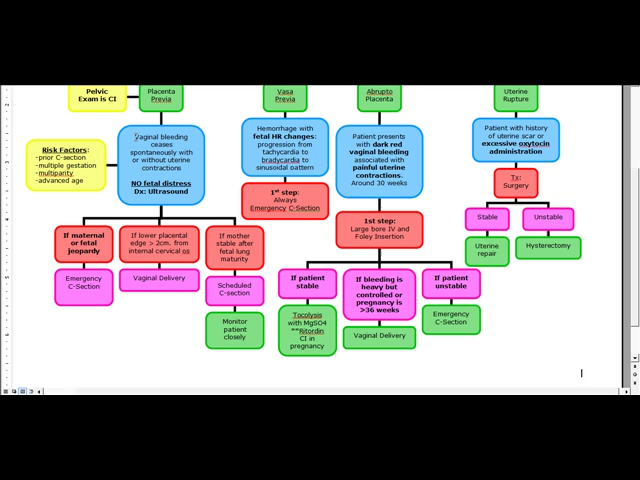 Pelvic
Exam is CI
Placenta
Previa
Vasa
Previa
Abrupto
Placenta
Uterine
Rupture
Risk Factors:
-prior C-section
-multiple gestation
-multiparity
-advanced age
Vaginal bleeding
ceases
spontaneously with
or without uterine
contractions
NO fetal distress
Dx: Ultrasound
Hemorrhage with
fetal HR changes:
progression from
tachycardia to
bradycardia to
sinusoidal pattern
Patient presents
with dark red
vaginal bleeding
associated with
painful uterine
contractions.
Around 30 weeks
Patient with history
of uterine scar or
excessive oxytocin
administration
1st step:
Always
Emergency C-Section
Tx:
Surgery
If maternal
or fetal
jeopardy
If lower placental
edge > 2cm. from
internal cervical os
If mother
stable after
fetal lung
maturity
1st step:
Large bore IV and
Foley Insertion
Stable
Unstable
Uterine
repair
Hysterectomy
Emergency
C-Section
Vaginal Delivery
Scheduled
C-section
Monitor
patient
closely
If patient
stable
If bleeding is
heavy but
controlled or
pregnancy is
>36 weeks
If patient
unstable
Tocolysis
with MgSO4
**Ritordin
CI in
pregnancy
Vaginal Delivery
Emergency
C-Section
2
3
4
5
6